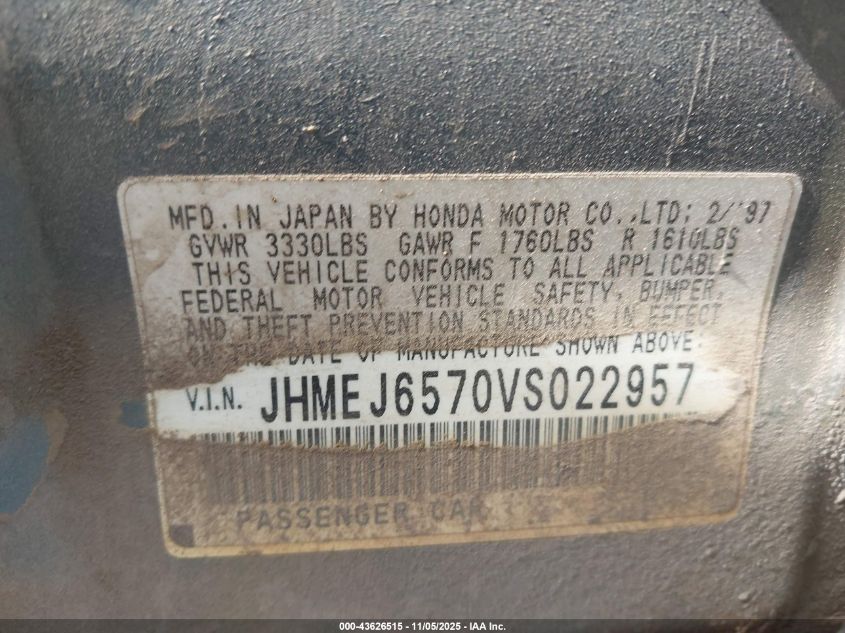 MFD. IN JAPAN BY HONDA MOTOR CO.,LTD; 2/'97
GVWR 3330LBS GAWR F 1760LBS R 1610LBS
THIS VEHICLE CONFORMS TO ALL APPLICABLE
FEDERAL MOTOR VEHICLE SAFETY, BUMPER,
AND THEFT PREVENTION STANDARDS IN EFFECT
ON THE DATE OF MANUFACTURE SHOWN ABOVE.
V.I.N. JHMEJ6570VS022957
PASSENGER CAR
000-43626515 - 11/05/2025 - IAA Inc.